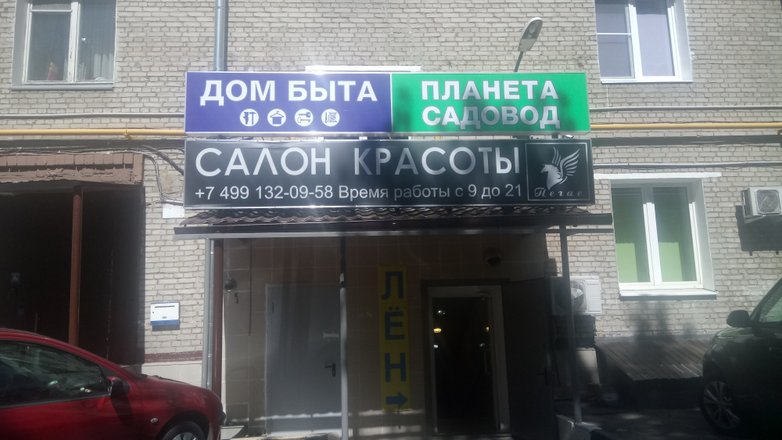 ДОМ БЫТА
ПЛАНЕТА
САДОВОД
САЛОН КРАСОТЫ
+7 499 132-09-58 Время работы с 9 до 21
Пегас
ЛЁН